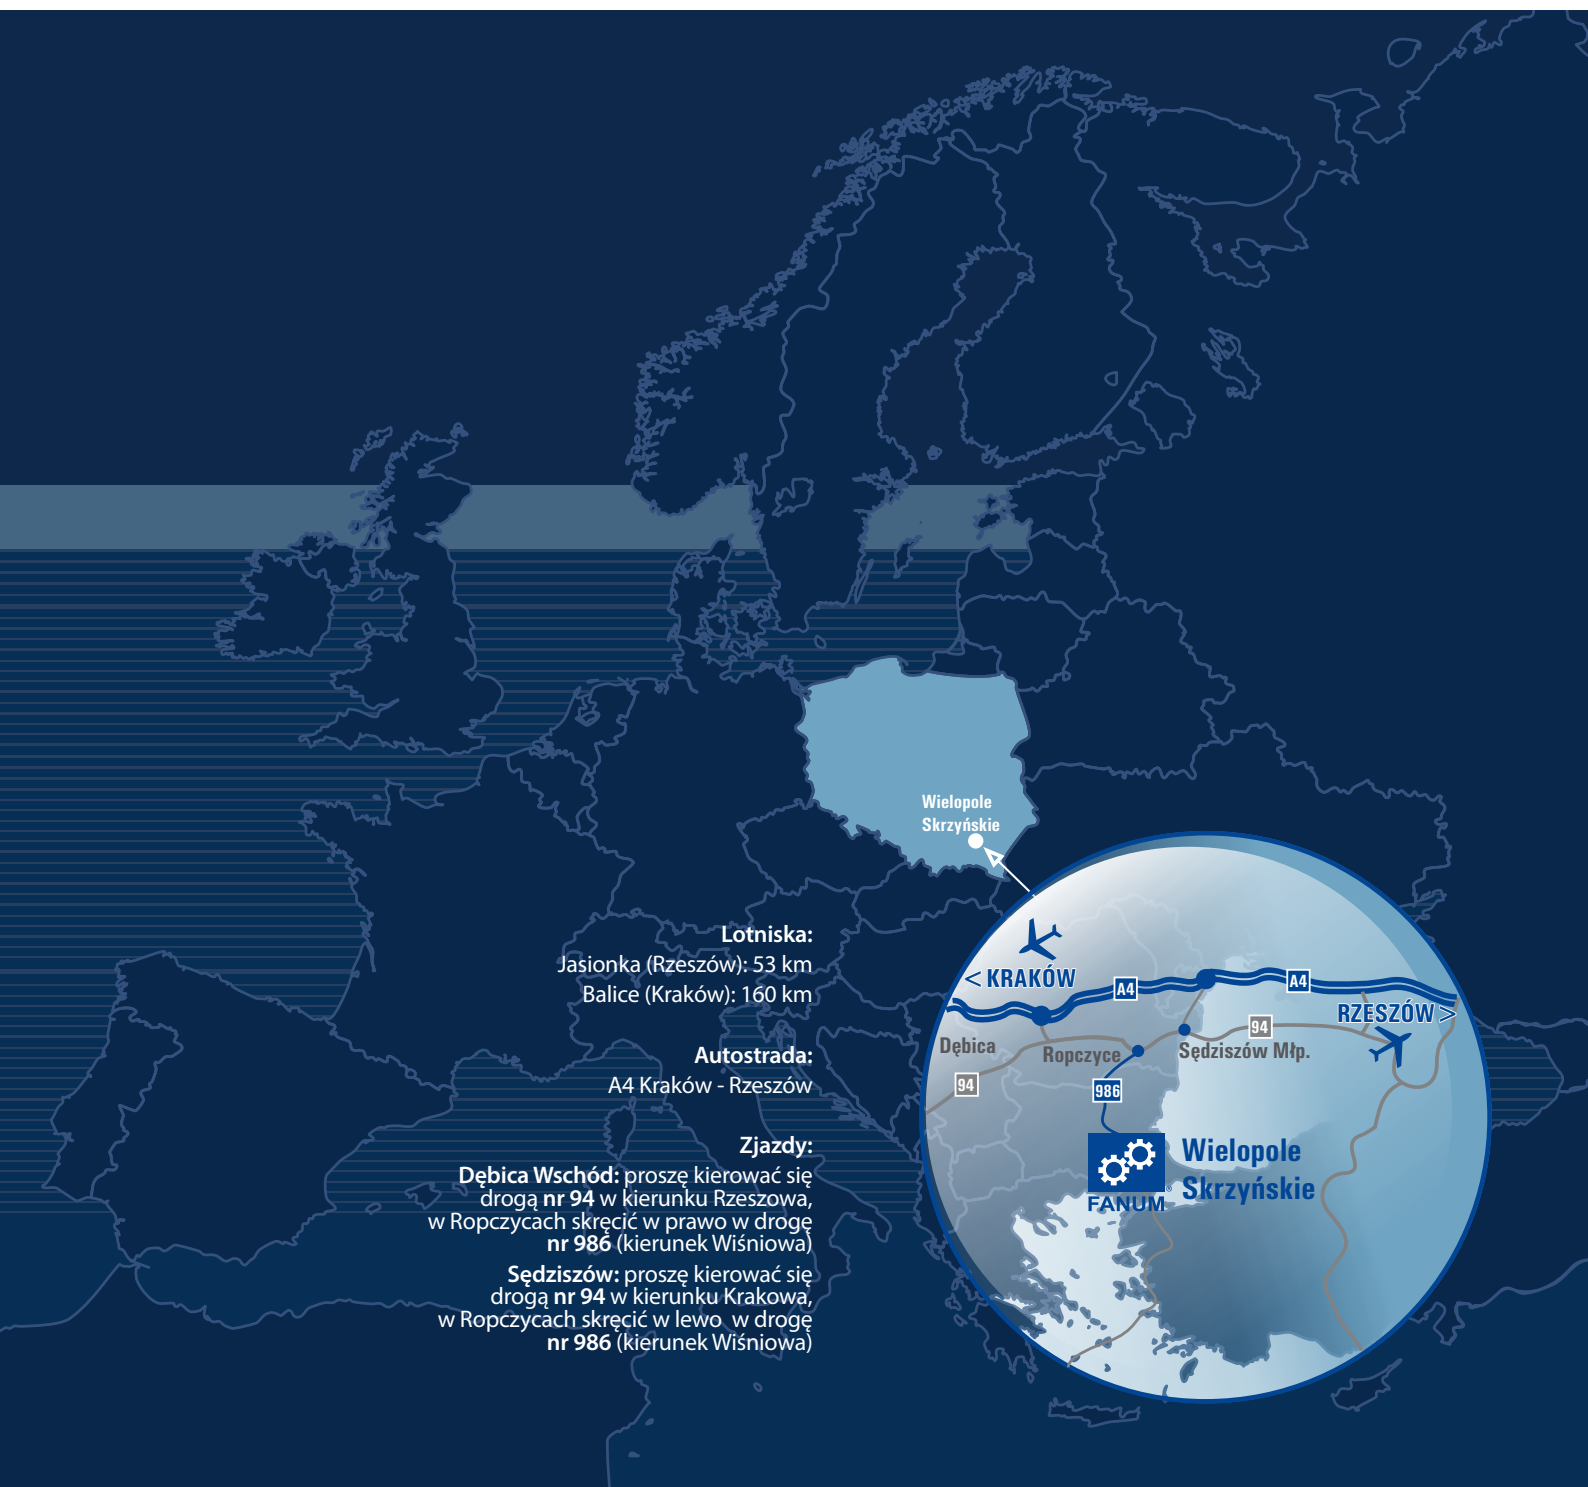 Wielopole
Skrzyńskie
Lotniska:
Jasionka (Rzeszów): 53 km
Balice (Kraków): 160 km
Autostrada:
A4 Kraków - Rzeszów
Zjazdy:
Dębica Wschód: proszę kierować się
drogą nr 94 w kierunku Rzeszowa,
w Ropczycach skręcić w prawo w drogę
nr 986 (kierunek Wiśniowa)
Sędziszów: proszę kierować się
drogą nr 94 w kierunku Krakowa,
w Ropczycach skręcić w lewo  w drogę
nr 986 (kierunek Wiśniowa)
< KRAKÓW
A4
A4
RZESZÓW >
94
Dębica
Ropczyce
Sędziszów Młp.
94
986
Wielopole
Skrzyńskie
FANUM®